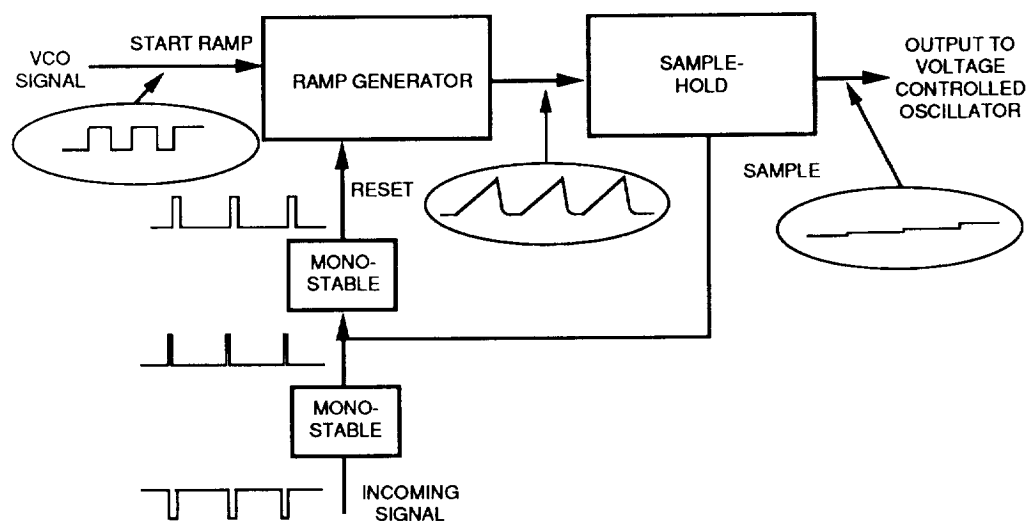 VCO
SIGNAL
START RAMP
RAMP GENERATOR
SAMPLE-
HOLD
OUTPUT TO
VOLTAGE
CONTROLLED
OSCILLATOR
RESET
SAMPLE
MONO-
STABLE
MONO-
STABLE
INCOMING
SIGNAL